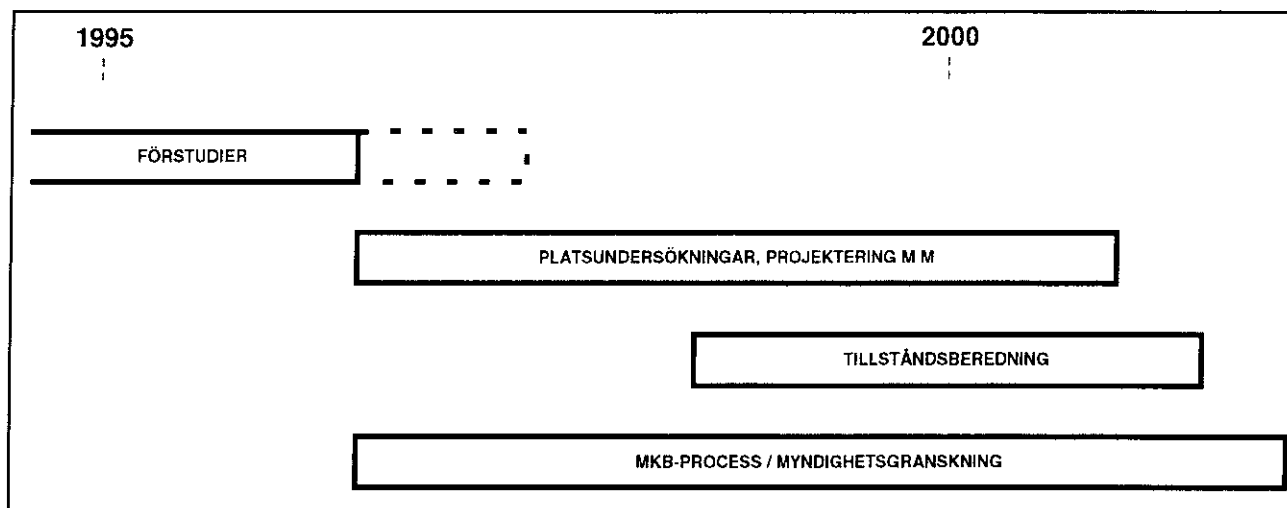 1995
2000
FÖRSTUDIER
PLATSUNDERSÖKNINGAR, PROJEKTERING M M
TILLSTÅNDSBEREDNING
MKB-PROCESS / MYNDIGHETSGRANSKNING